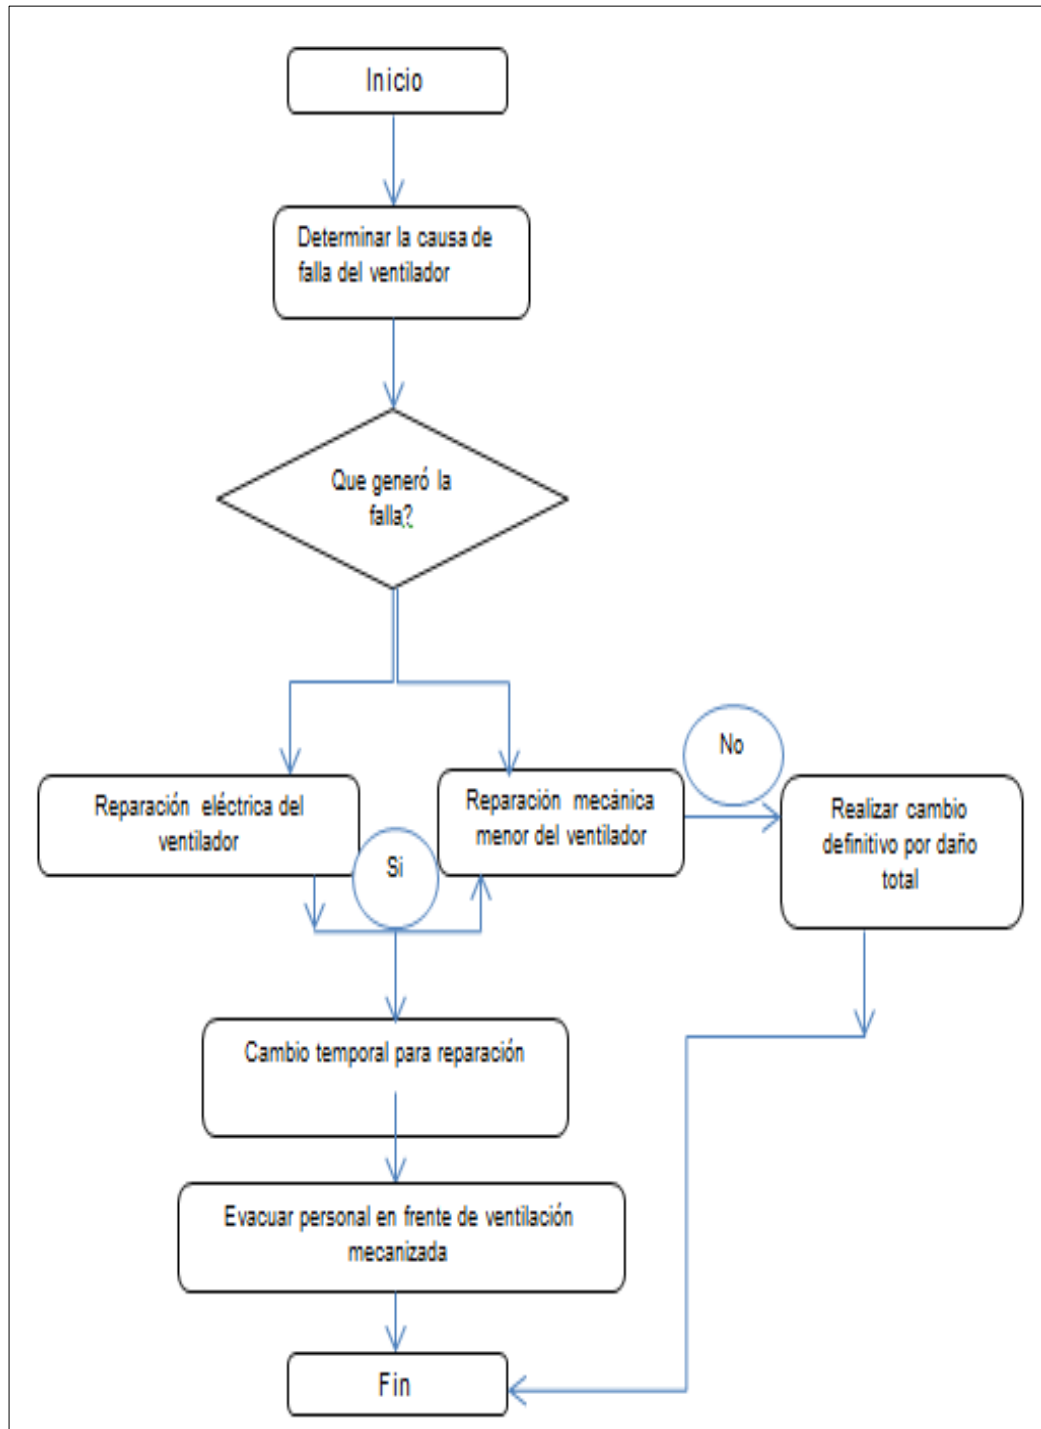 Inicio
Determinar la causa de
falla del ventilador
Que generó la
falla?
Reparación eléctrica del
ventilador
Si
Reparación mecánica
menor del ventilador
No
Realizar cambio
definitivo por daño
total
Cambio temporal para reparación
Evacuar personal en frente de ventilación
mecanizada
Fin